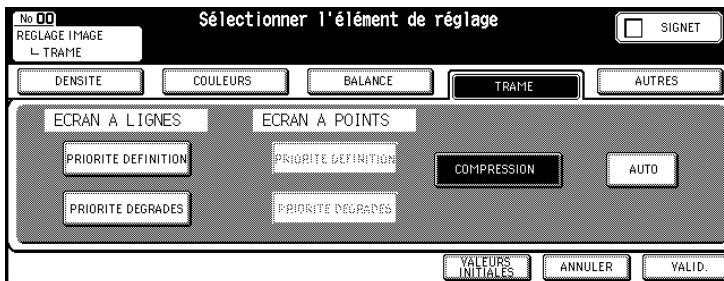 No 00
REGLAGE IMAGE
TRAME
Sélectionner l'élément de réglage
SIGNET
DENSITE
COULEURS
BALANCE
TRAME
AUTRES
ECRAN A LIGNES
ECRAN A POINTS
PRIORITE DEFINITION
PRIORITE DEFINITION
COMPRESSION
AUTO
PRIORITE DEGRADES
PRIORITE DEGRADES
VALEURS
INITIALES
ANNULER
VALID.